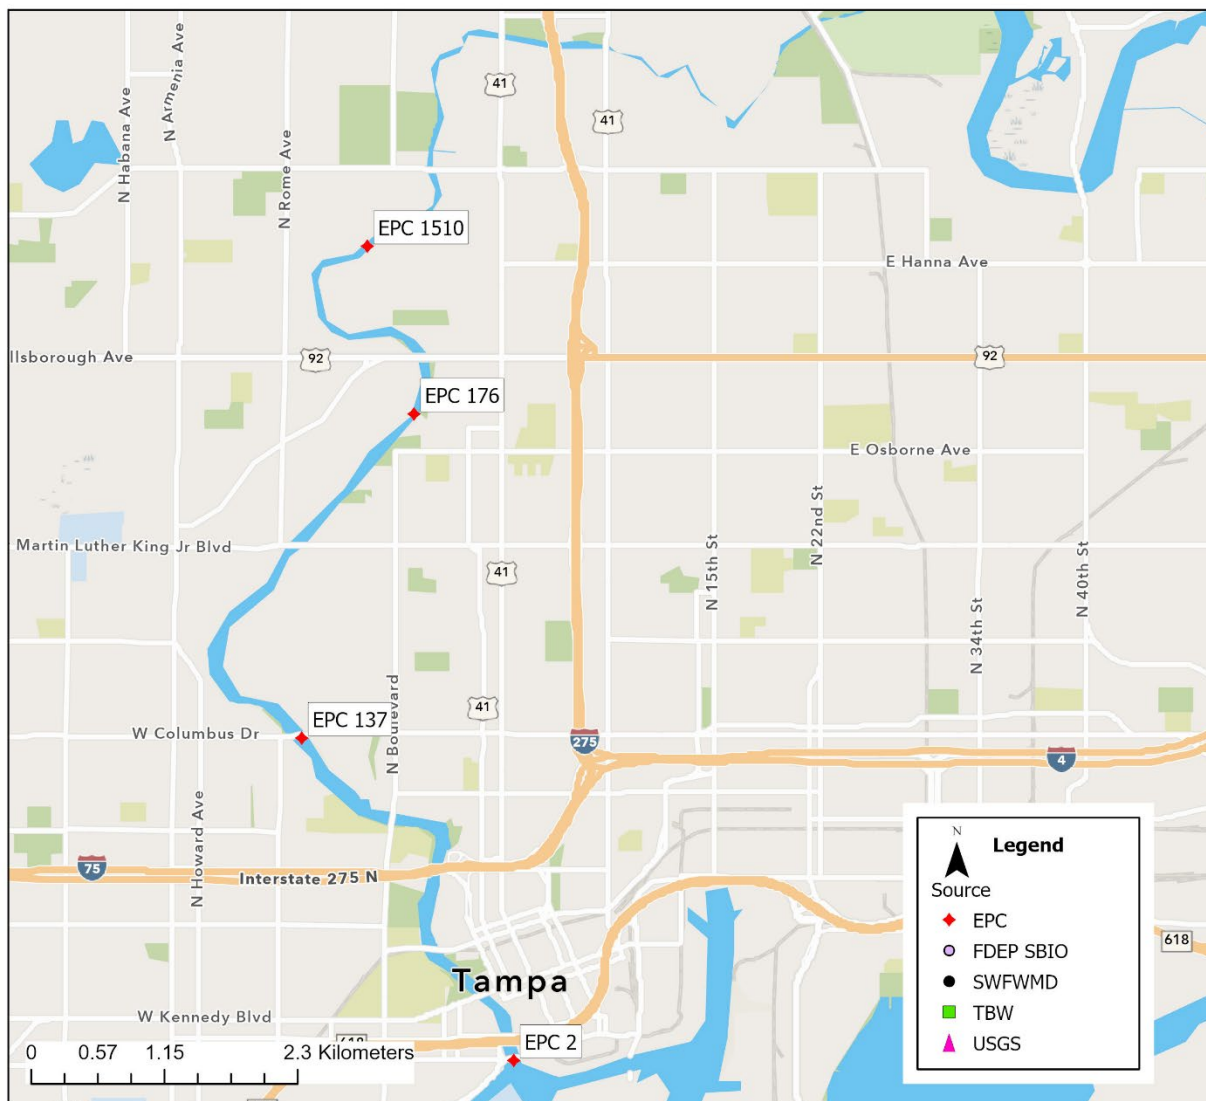 N Armenia Ave
N Habana Ave
N Rome Ave
41
41
EPC 1510
E Hanna Ave
llsborough Ave
92
92
EPC 176
E Osborne Ave
N 22nd St
Martin Luther King Jr Blvd
N 15th St
N 40th St
41
N 34th St
EPC 137
41
N Boulevard
W Columbus Dr
275
4
N Howard Ave
75
Interstate 275 N
Tampa
W Kennedy Blvd
618
618
EPC 2
0 0.57 1.15 2.3 Kilometers
N
Legend
Source
EPC
FDEP SBIO
SWFWMD
TBW
USGS